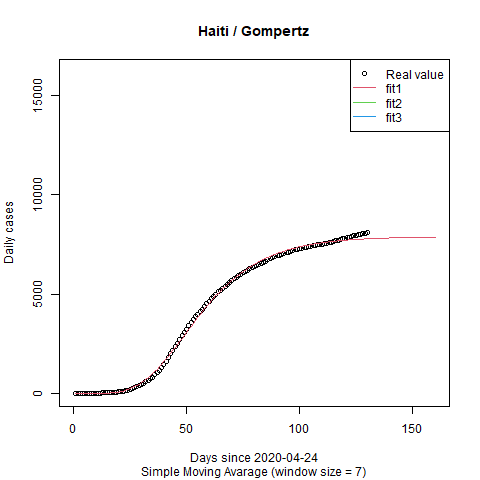 Haiti / Gompertz
Real value
fit1
fit2
fit3
Daily cases
15000
10000
5000
0
0
50
100
150
Days since 2020-04-24
Simple Moving Avarage (window size = 7)